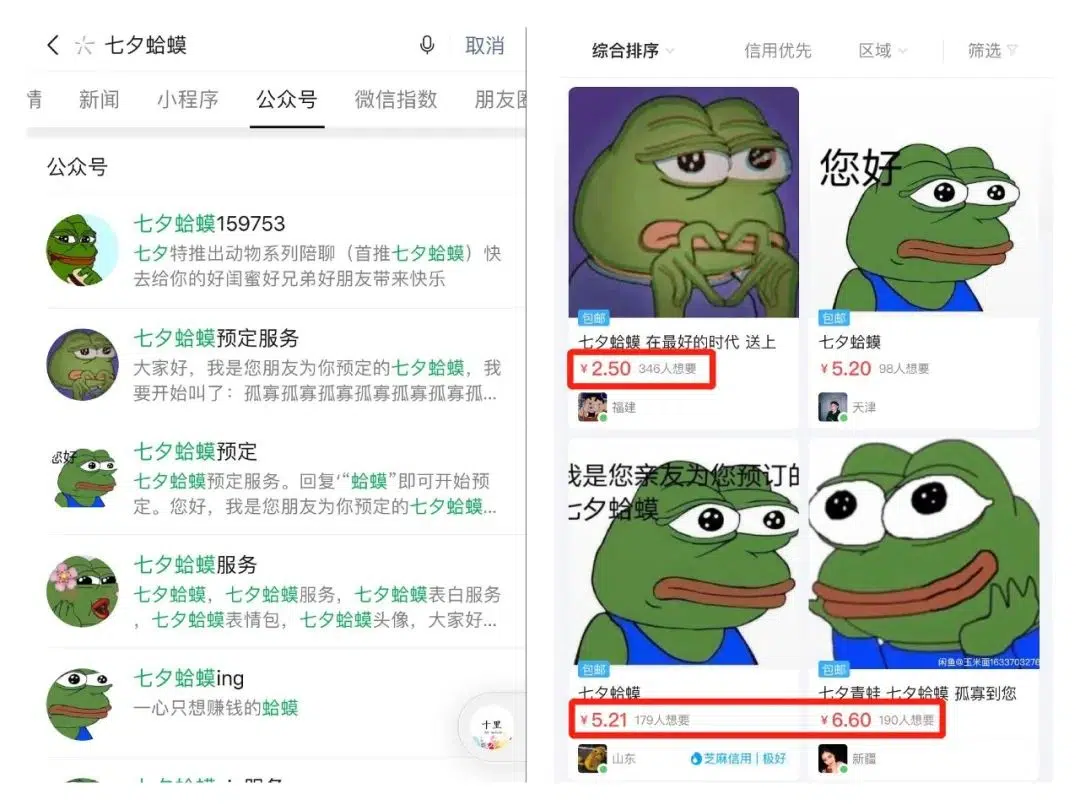 七夕蛤蟆
取消
情
新闻
小程序
公众号
微信指数
朋友圈
公众号
七夕蛤蟆159753
七夕特推出动物系列陪聊（首推七夕蛤蟆）快
去给你的好闺蜜好兄弟好朋友带来快乐
七夕蛤蟆预定服务
大家好，我是您朋友为你预定的七夕蛤蟆，我
要开始叫了：孤寡孤寡孤寡孤寡孤寡孤寡孤...
您好
七夕蛤蟆预定
七夕蛤蟆预定服务。回复‘“蛤蟆”即可开始预
定。您好，我是您朋友为你预定的七夕蛤蟆...
七夕蛤蟆服务
七夕蛤蟆，七夕蛤蟆服务，七夕蛤蟆表白服务
，七夕蛤蟆表情包，七夕蛤蟆头像，大家好...
七夕蛤蟆ing
一心只想赚钱的蛤蟆
十里
综合排序
信用优先
区域
筛选
包邮
七夕蛤蟆 在最好的时代 送上
¥2.50 346人想要
福建
您好
包邮
七夕蛤蟆
¥5.20 98人想要
天津
我是您亲友为您预订的
七夕蛤蟆
包邮
七夕蛤蟆
¥5.21 179人想要
山东
芝麻信用 | 极好
闲鱼@玉米面1633703276
包邮
七夕青蛙 七夕蛤蟆 孤寡到您
¥6.60 190人想要
新疆